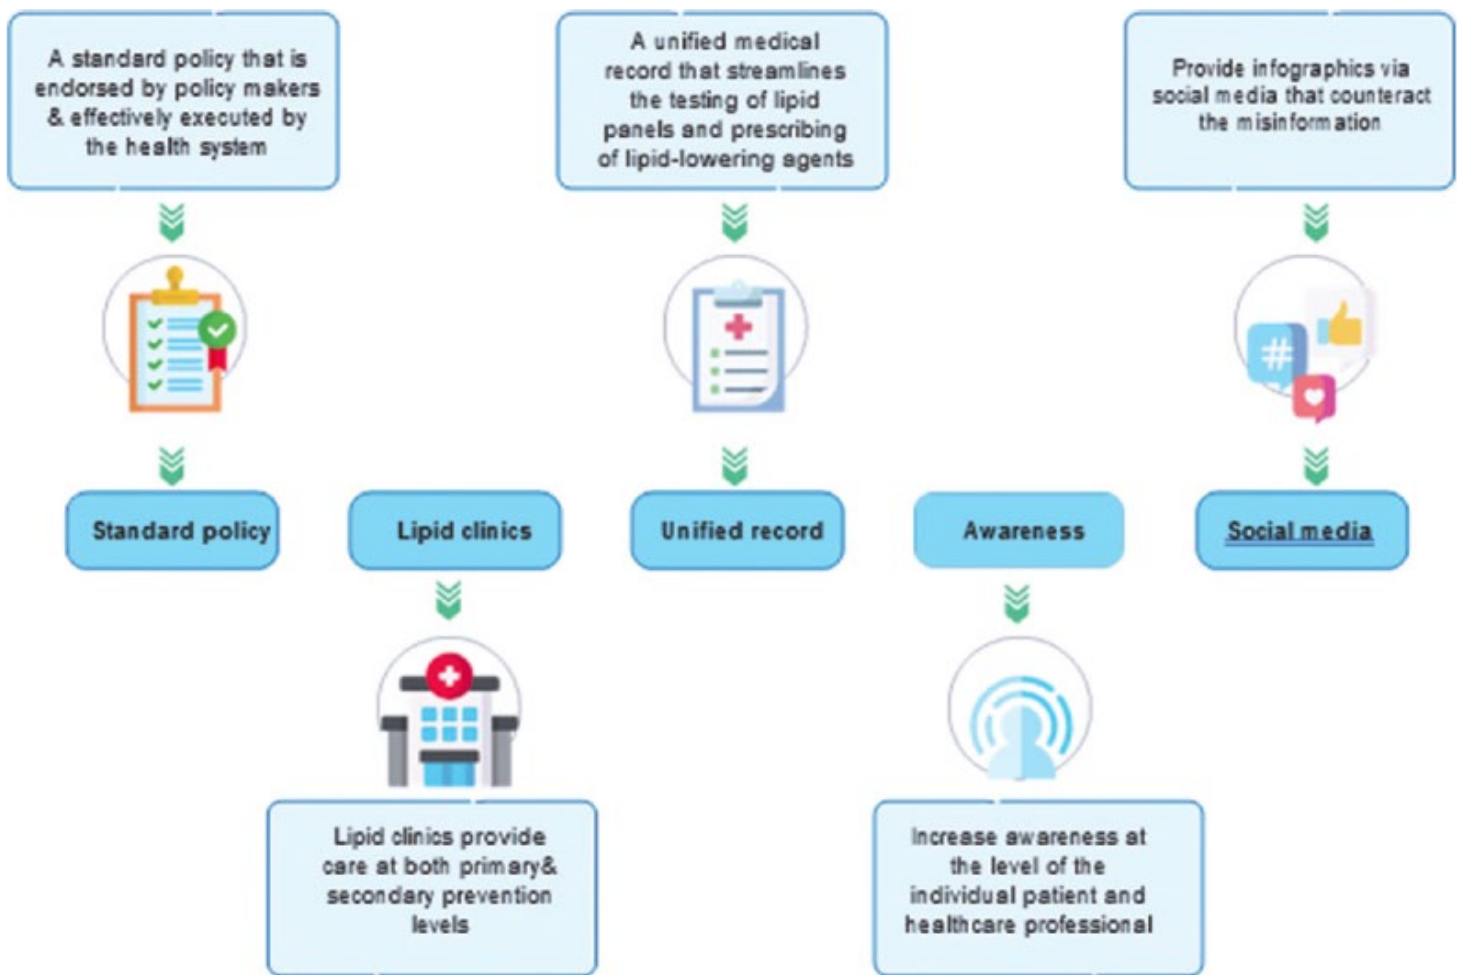 A standard policy that is
endorsed by policy makers
& effectively executed by
the health system
A unified medical
record that streamlines
the testing of lipid
panels and prescribing
of lipid-lowering agents
Provide infographics via
social media that counteract
the misinformation
#
Standard policy
Lipid clinics
Unified record
Awareness
Social media
Lipid clinics provide
care at both primary&
secondary prevention
levels
Increase awareness at
the level of the
individual patient and
healthcare professional